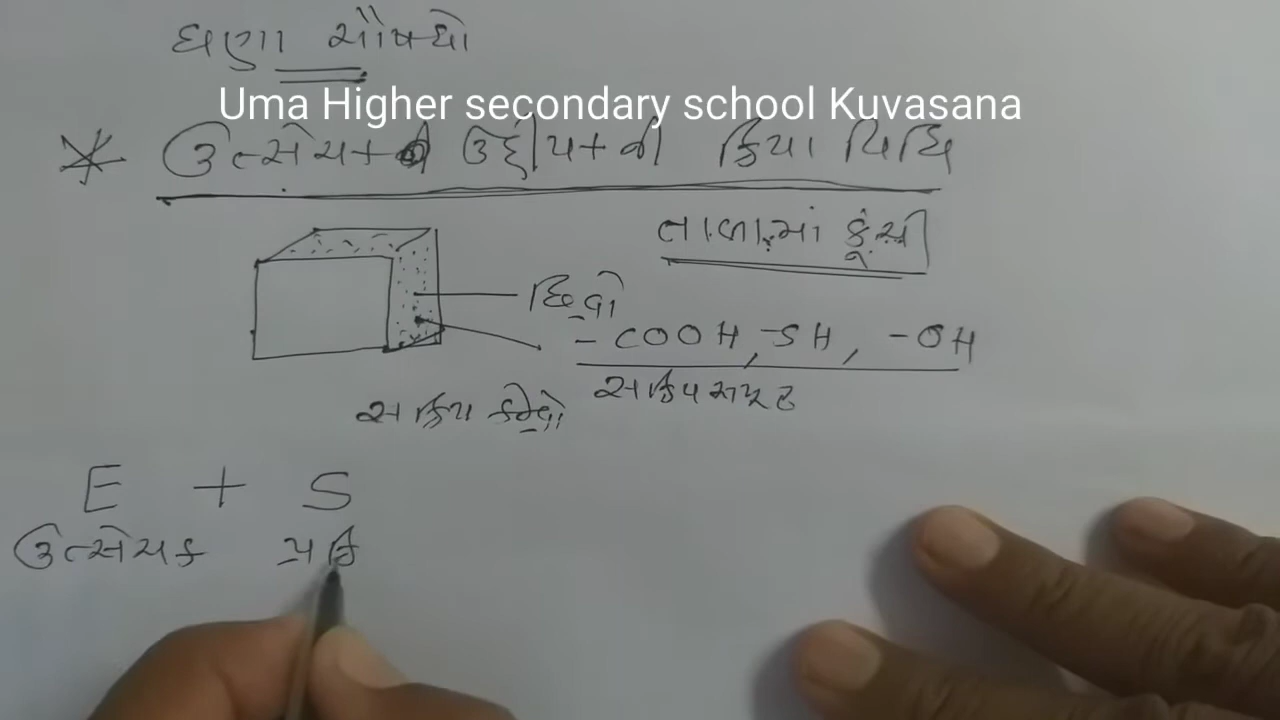 ઘણા ઔષધો
Uma Higher secondary school Kuvasana
* ઉત્સેચકની ઉદ્દીપકની ક્રિયા વિધિ
તાળામાં કૂંચી
છિદ્રો
- COOH, -SH, -OH
સક્રિય સમૂહ
સક્રિય કેન્દ્રો
E + S
ઉત્સેચક પ્રક્રિ